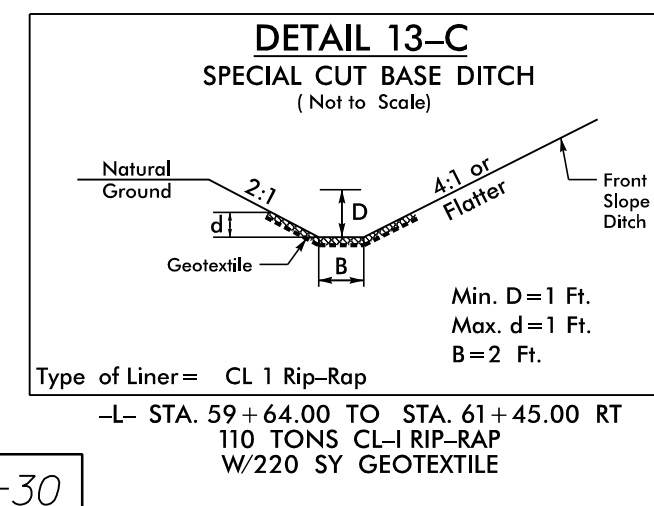 DETAIL 13–C
SPECIAL CUT BASE DITCH
( Not to Scale)
Natural
Ground
2:1
D
4:1 or
Flatter
Front
Slope
Ditch
d
Geotextile
B
Min. D=1 Ft.
Max. d=1 Ft.
B=2 Ft.
Type of Liner= CL 1 Rip–Rap
–L– STA. 59+64.00 TO STA. 61+45.00 RT
110 TONS CL–I RIP–RAP
W/220 SY GEOTEXTILE
-30